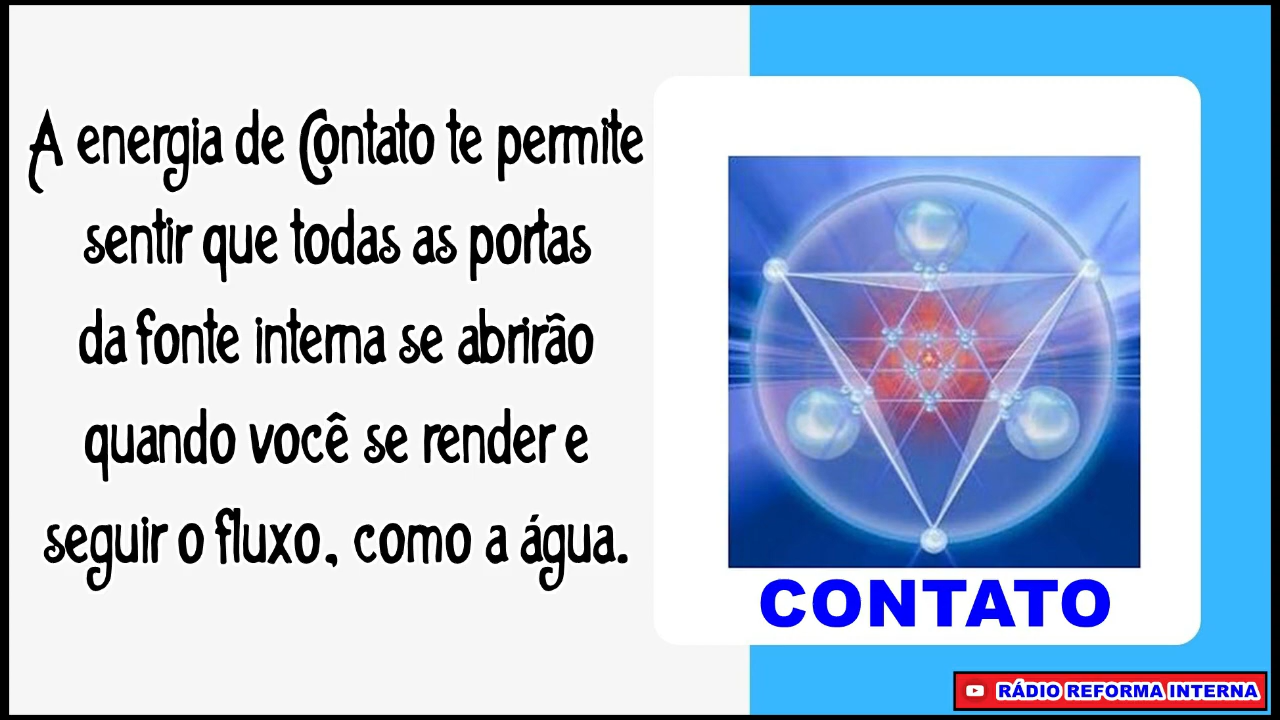 A energia de Contato te permite
sentir que todas as portas
da fonte interna se abrirão
quando você se render e
seguir o fluxo, como a água.
CONTATO
RÁDIO REFORMA INTERNA